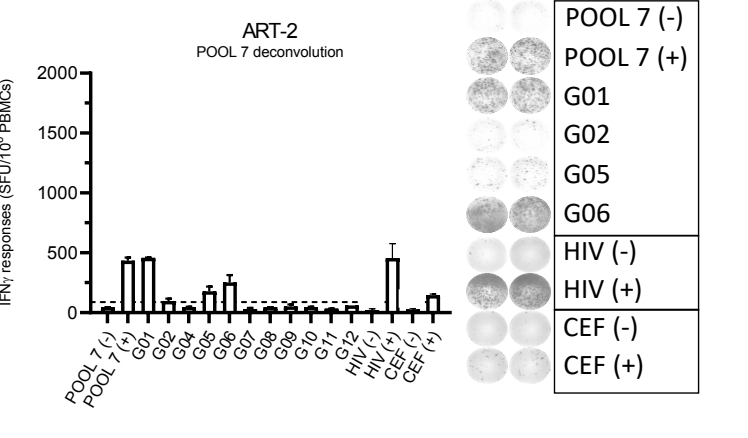 ART-2
POOL 7 deconvolution
IFNγ responses (SFU/10⁶ PBMCs)
2000
1500
1000
500
0
POOL 7 (-)
POOL 7 (+)
G01
G02
G04
G05
G06
G07
G08
G09
G10
G11
G12
HIV (-)
HIV (+)
CEF (-)
CEF (+)
POOL 7 (-)
POOL 7 (+)
G01
G02
G05
G06
HIV (-)
HIV (+)
CEF (-)
CEF (+)